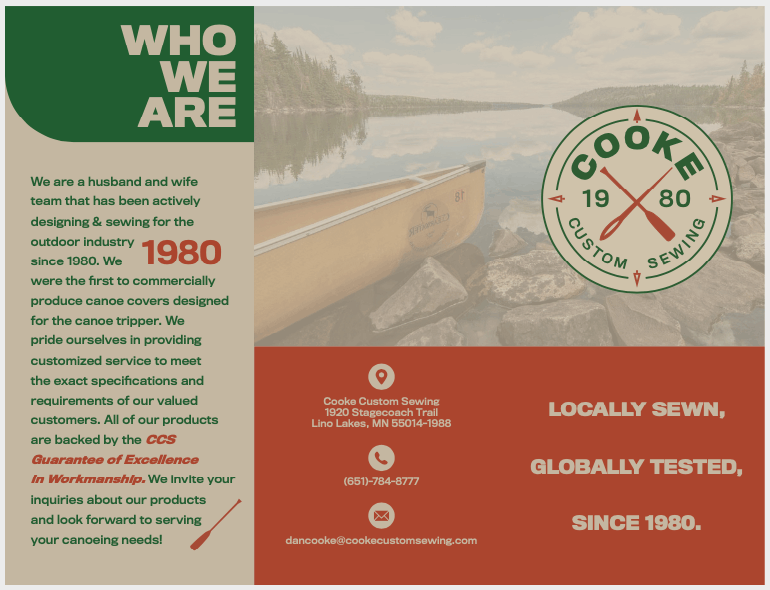 WHO
WE
ARE
We are a husband and wife
team that has been actively
designing & sewing for the
outdoor industry
since 1980. We
1980
were the first to commercially
produce canoe covers designed
for the canoe tripper. We
pride ourselves in providing
customized service to meet
the exact specifications and
requirements of our valued
customers. All of our products
are backed by the CCS
Guarantee of Excellence
In Workmanship. We invite your
inquiries about our products
and look forward to serving
your canoeing needs!
COOKE
19 80
CUSTOM SEWING
Cooke Custom Sewing
1920 Stagecoach Trail
Lino Lakes, MN 55014-1988
(651)-784-8777
dancooke@cookecustomsewing.com
LOCALLY SEWN,
GLOBALLY TESTED,
SINCE 1980.